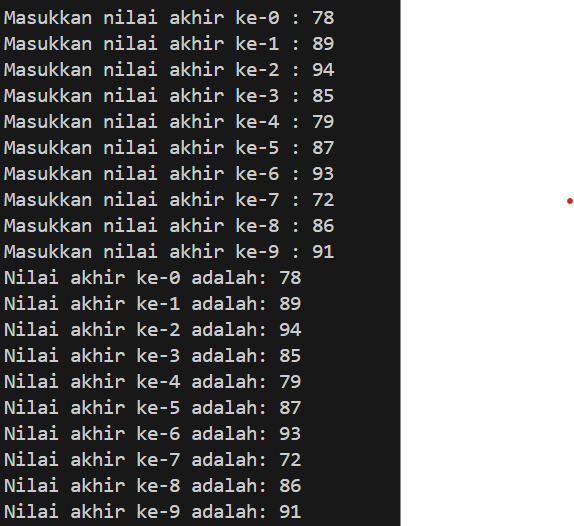 Masukkan nilai akhir ke-0 : 78
Masukkan nilai akhir ke-1 : 89
Masukkan nilai akhir ke-2 : 94
Masukkan nilai akhir ke-3 : 85
Masukkan nilai akhir ke-4 : 79
Masukkan nilai akhir ke-5 : 87
Masukkan nilai akhir ke-6 : 93
Masukkan nilai akhir ke-7 : 72
Masukkan nilai akhir ke-8 : 86
Masukkan nilai akhir ke-9 : 91
Nilai akhir ke-0 adalah: 78
Nilai akhir ke-1 adalah: 89
Nilai akhir ke-2 adalah: 94
Nilai akhir ke-3 adalah: 85
Nilai akhir ke-4 adalah: 79
Nilai akhir ke-5 adalah: 87
Nilai akhir ke-6 adalah: 93
Nilai akhir ke-7 adalah: 72
Nilai akhir ke-8 adalah: 86
Nilai akhir ke-9 adalah: 91